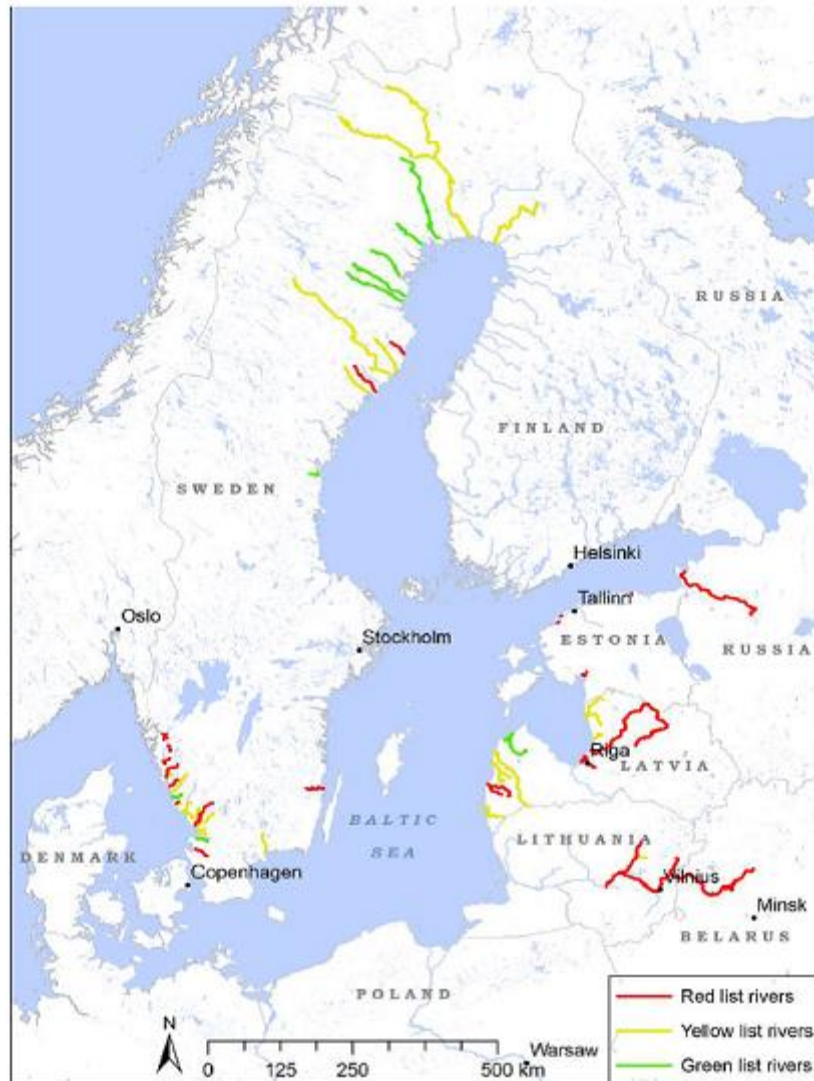 RUSSIA
FINLAND
SWEDEN
Helsinki
Oslo
Tallinn
Stockholm
ESTONIA
RUSSIA
Riga
LATVIA
BALTIC
SEA
LITHUANIA
DENMARK
Copenhagen
Vilnius
Minsk
BELARUS
POLAND
Red list rivers
N
Yellow list rivers
Warsaw
0 125 250 500 km
Green list rivers